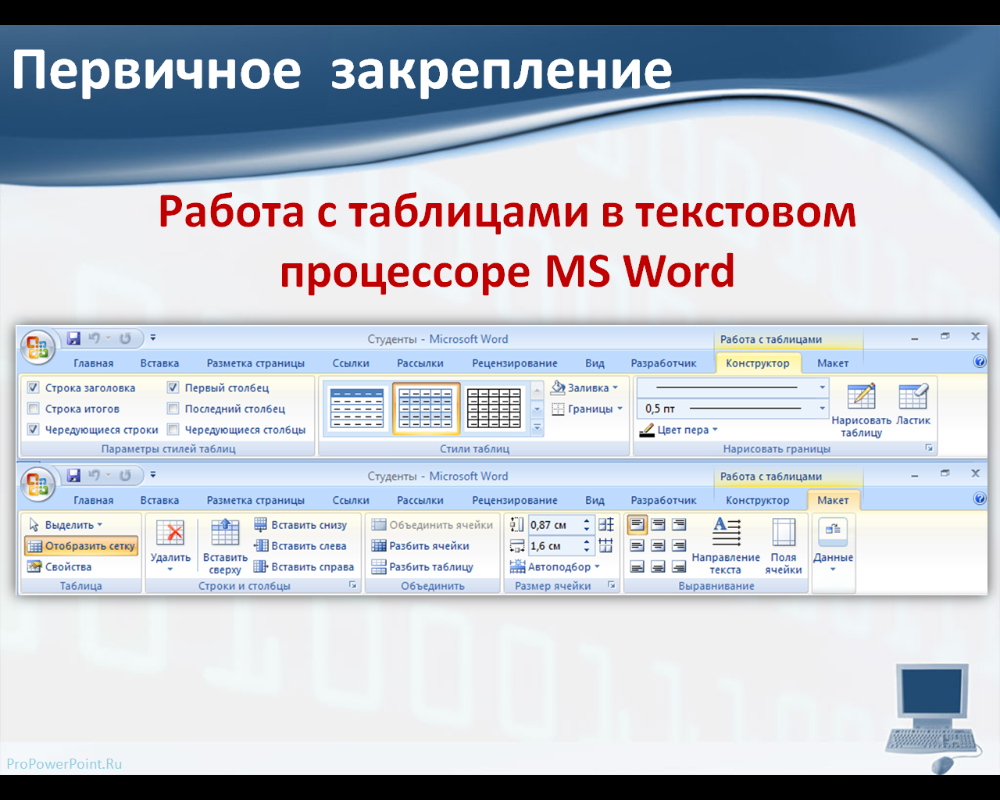 Первичное закрепление
Работа с таблицами в текстовом
процессоре MS Word
Студенты - Microsoft Word
Работа с таблицами
Главная Вставка Разметка страницы Ссылки Рассылки Рецензирование Вид Разработчик Конструктор Макет
Строка заголовка Первый столбец
Строка итогов Последний столбец
Чередующиеся строки Чередующиеся столбцы
Параметры стилей таблиц
Заливка
Границы
Стили таблиц
0,5 пт
Цвет пера
Нарисовать
таблицу
Ластик
Нарисовать границы
Студенты - Microsoft Word
Работа с таблицами
Главная Вставка Разметка страницы Ссылки Рассылки Рецензирование Вид Разработчик Конструктор Макет
Выделить
Отобразить сетку
Свойства
Таблица
Удалить
Вставить
сверху
Вставить снизу
Вставить слева
Вставить справа
Строки и столбцы
Объединить ячейки
Разбить ячейки
Разбить таблицу
Объединить
0,87 см
1,6 см
Автоподбор
Размер ячейки
Направление
текста
Поля
ячейки
Выравнивание
Данные
ProPowerPoint.Ru